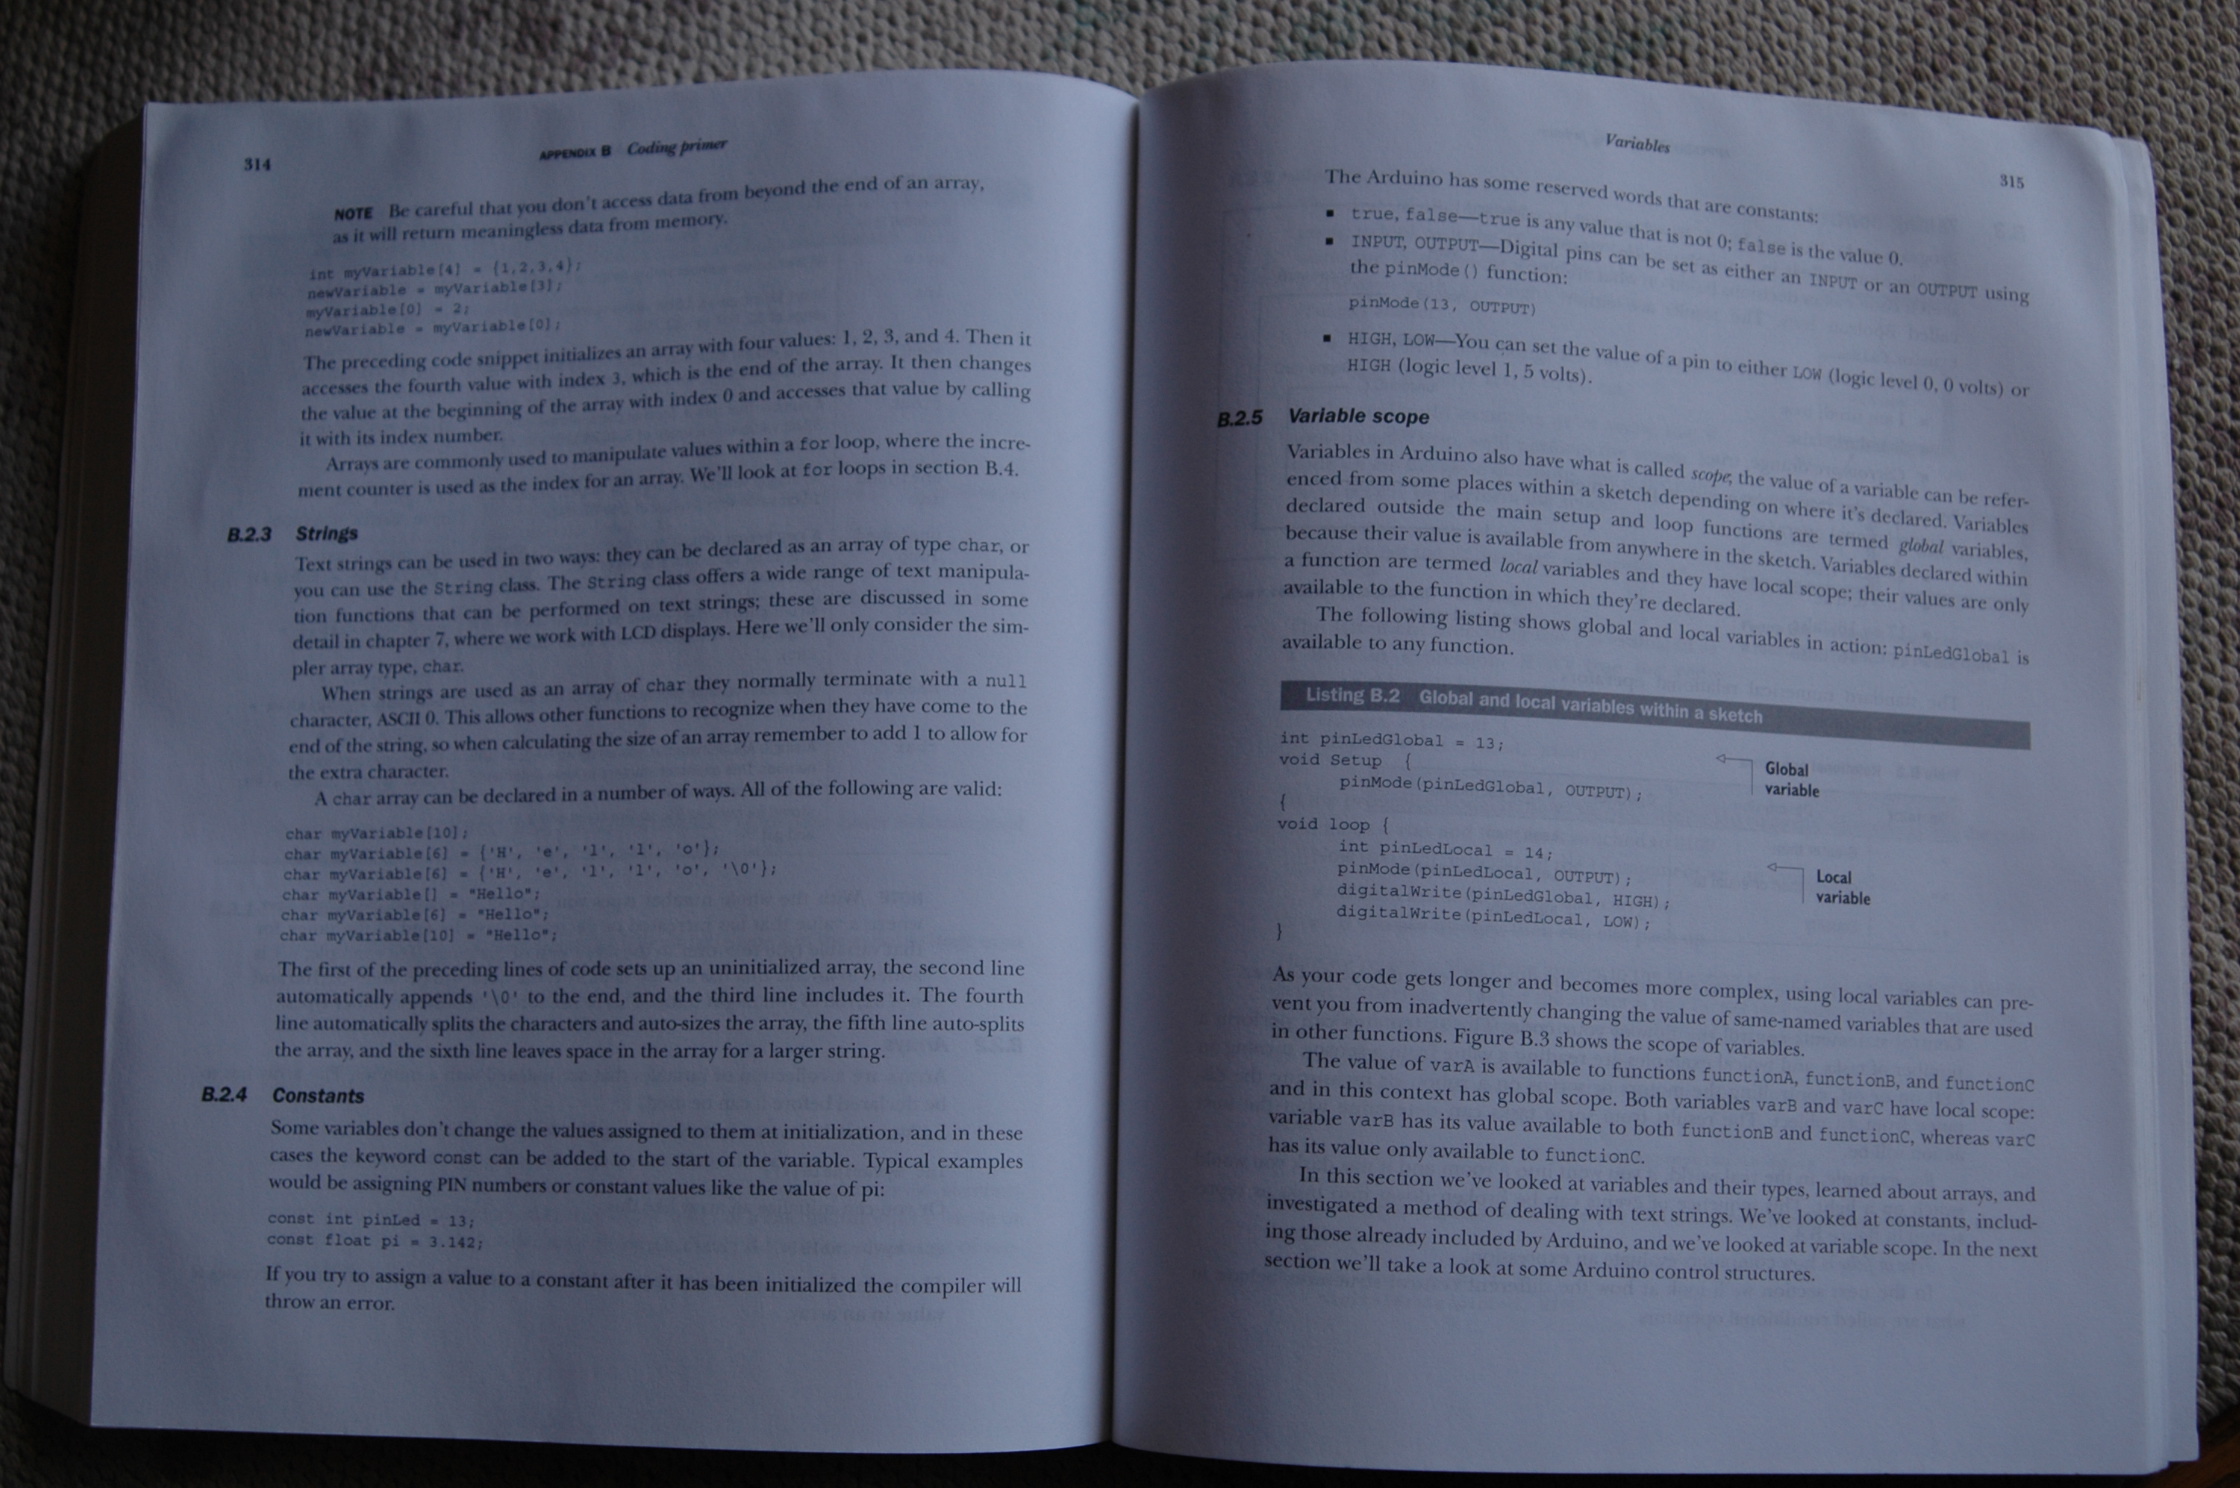 314
APPENDIX B Coding primer
NOTE Be careful that you don't access data from beyond the end of an array,
as it will return meaningless data from memory.
int myVariable[4] = {1,2,3,4};
newVariable = myVariable[3];
myVariable[0] = 2;
newVariable = myVariable[0];
The preceding code snippet initializes an array with four values: 1, 2, 3, and 4. Then it
accesses the fourth value with index 3, which is the end of the array. It then changes
the value at the beginning of the array with index 0 and accesses that value by calling
it with its index number.
Arrays are commonly used to manipulate values within a for loop, where the incre-
ment counter is used as the index for an array. We'll look at for loops in section B.4.
B.2.3 Strings
Text strings can be used in two ways: they can be declared as an array of type char, or
you can use the String class. The String class offers a wide range of text manipula-
tion functions that can be performed on text strings; these are discussed in some
detail in chapter 7, where we work with LCD displays. Here we'll only consider the sim-
pler array type, char.
When strings are used as an array of char they normally terminate with a null
character, ASCII 0. This allows other functions to recognize when they have come to the
end of the string, so when calculating the size of an array remember to add 1 to allow for
the extra character.
A char array can be declared in a number of ways. All of the following are valid:
char myVariable[10];
char myVariable[6] = {'H', 'e', 'l', 'l', 'o'};
char myVariable[6] = {'H', 'e', 'l', 'l', 'o', '\0'};
char myVariable[] = "Hello";
char myVariable[6] = "Hello";
char myVariable[10] = "Hello";
The first of the preceding lines of code sets up an uninitialized array, the second line
automatically appends '\0' to the end, and the third line includes it. The fourth
line automatically splits the characters and auto-sizes the array, the fifth line auto-splits
the array, and the sixth line leaves space in the array for a larger string.
B.2.4 Constants
Some variables don't change the values assigned to them at initialization, and in these
cases the keyword const can be added to the start of the variable. Typical examples
would be assigning PIN numbers or constant values like the value of pi:
const int pinLed = 13;
const float pi = 3.142;
If you try to assign a value to a constant after it has been initialized the compiler will
throw an error.
Variables
315
The Arduino has some reserved words that are constants:
■ true, false—true is any value that is not 0; false is the value 0.
■ INPUT, OUTPUT—Digital pins can be set as either an INPUT or an OUTPUT using
the pinMode() function:
pinMode(13, OUTPUT)
■ HIGH, LOW—You can set the value of a pin to either LOW (logic level 0, 0 volts) or
HIGH (logic level 1, 5 volts).
B.2.5 Variable scope
Variables in Arduino also have what is called scope; the value of a variable can be refer-
enced from some places within a sketch depending on where it's declared. Variables
declared outside the main setup and loop functions are termed global variables,
because their value is available from anywhere in the sketch. Variables declared within
a function are termed local variables and they have local scope; their values are only
available to the function in which they're declared.
The following listing shows global and local variables in action; pinLedGlobal is
available to any function.
Listing B.2 Global and local variables within a sketch
int pinLedGlobal = 13;
Global
variable
void Setup {
pinMode(pinLedGlobal, OUTPUT);
{
void loop {
int pinLedLocal = 14;
Local
variable
pinMode(pinLedLocal, OUTPUT);
digitalWrite(pinLedGlobal, HIGH);
digitalWrite(pinLedLocal, LOW);
}
As your code gets longer and becomes more complex, using local variables can pre-
vent you from inadvertently changing the value of same-named variables that are used
in other functions. Figure B.3 shows the scope of variables.
The value of varA is available to functions functionA, functionB, and functionC
and in this context has global scope. Both variables varB and varC have local scope:
variable varB has its value available to both functionB and functionC, whereas varC
has its value only available to functionC.
In this section we've looked at variables and their types, learned about arrays, and
investigated a method of dealing with text strings. We've looked at constants, includ-
ing those already included by Arduino, and we've looked at variable scope. In the next
section we'll take a look at some Arduino control structures.